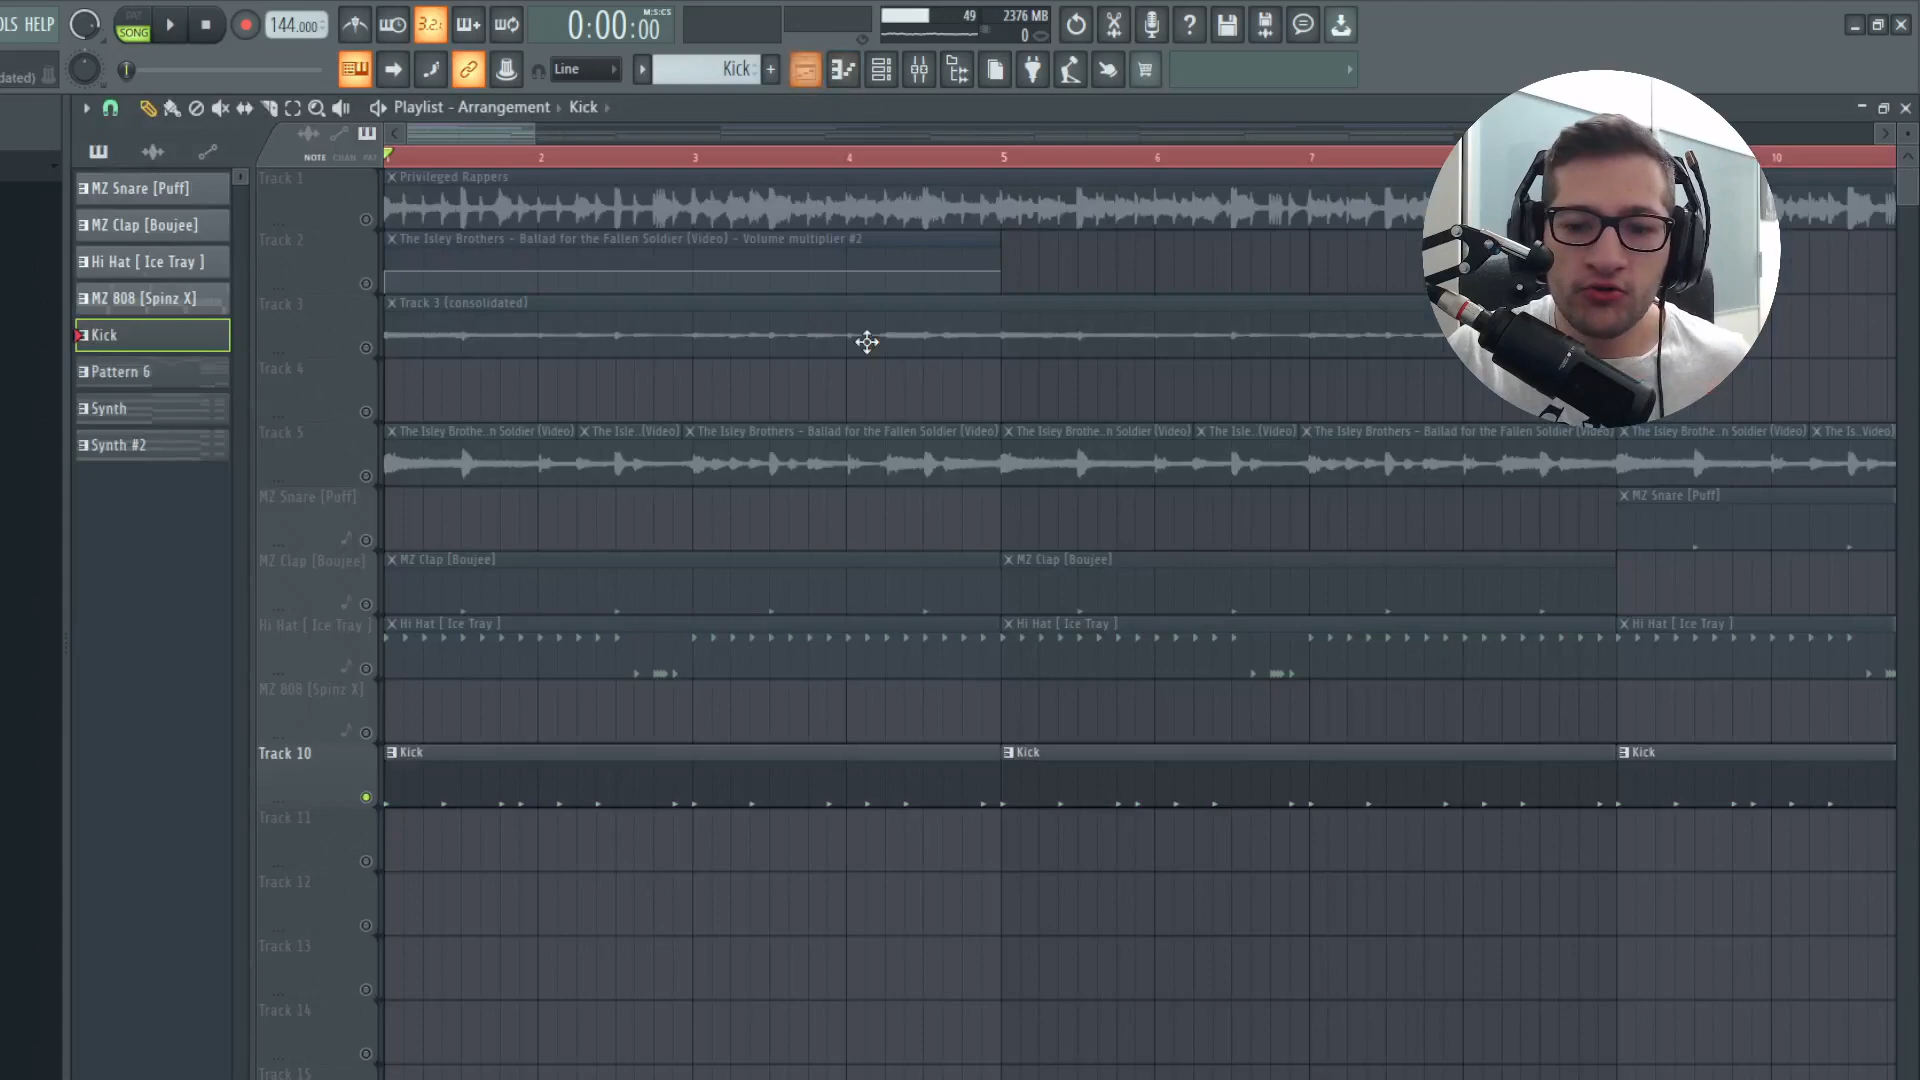 OLS HELP
PAT
SONG
144.000
3.2:
0:00:00
M:S:CS
49
2376 MB
0
dated)
Line
Kick
Playlist - Arrangement
Kick
NOTE CHAN PAT
2 3 4 5 6 7 10
MZ Snare [Puff]
MZ Clap [Boujee]
Hi Hat [ Ice Tray ]
MZ 808 [Spinz X]
Kick
Pattern 6
Synth
Synth #2
Track 1
Privileged Rappers
Track 2
The Isley Brothers - Ballad for the Fallen Soldier (Video) - Volume multiplier #2
Track 3
Track 3 (consolidated)
Track 4
Track 5
The Isley Brothe..n Soldier (Video)
The Isle..(Video)
The Isley Brothers - Ballad for the Fallen Soldier (Video)
The Isley Brothe..n Soldier (Video)
The Isl..(Video)
The Isley Brothers - Ballad for the Fallen Soldier (Video)
The Isley Brothe..n Soldier (Video)
The Is..Video)
MZ Snare [Puff]
MZ Snare [Puff]
MZ Clap [Boujee]
MZ Clap [Boujee]
MZ Clap [Boujee]
Hi Hat [ Ice Tray ]
Hi Hat [ Ice Tray ]
Hi Hat [ Ice Tray ]
Hi Hat [ Ice Tray ]
MZ 808 [Spinz X]
Track 10
Kick
Kick
Kick
Track 11
Track 12
Track 13
Track 14
Track 15